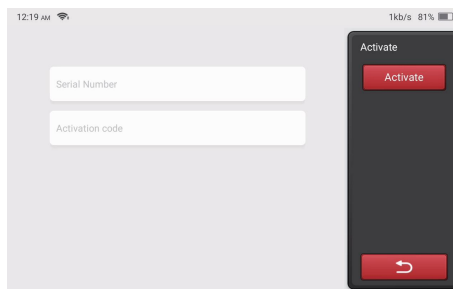 12:19 AM 1kb/s 81%
Activate
Activate
Serial Number
Activation code